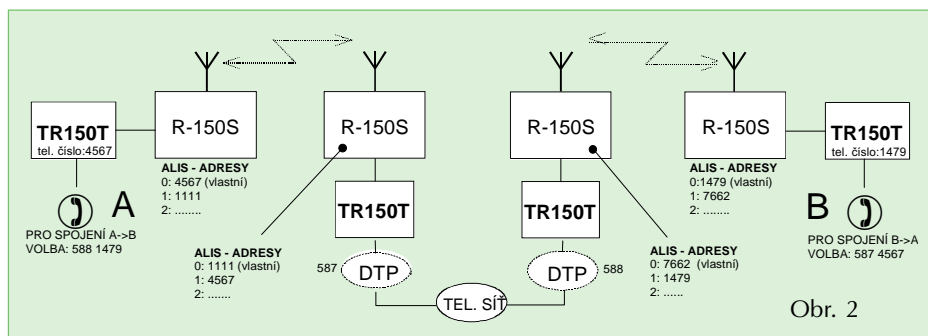 TR150T
tel. číslo:4567
R-150S
ALIS - ADRESY
0: 4567 (vlastní)
1: 1111
2: ........
A
PRO SPOJENÍ A->B
VOLBA: 588 1479
R-150S
TR150T
ALIS - ADRESY
0: 1111 (vlastní)
1: 4567
2: .......
587
DTP
TEL. SÍŤ
R-150S
TR150T
DTP
588
ALIS - ADRESY
0: 7662 (vlastní)
1: 1479
2: ......
R-150S
ALIS - ADRESY
0:1479 (vlastní)
1: 7662
2: ........
TR150T
tel. číslo:1479
B
PRO SPOJENÍ B->A
VOLBA: 587 4567
Obr. 2